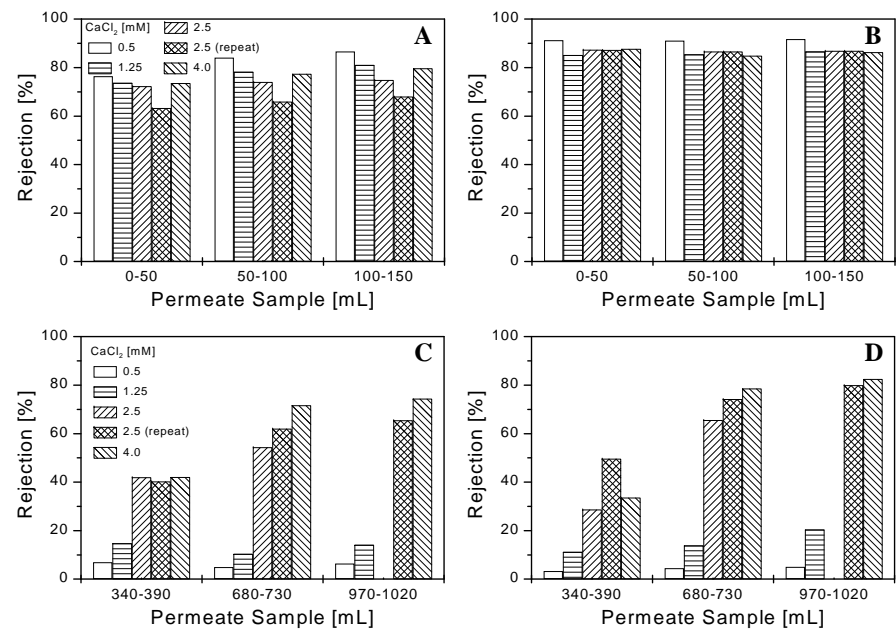 A
CaCl₂ [mM]
0.5
1.25
2.5
2.5 (repeat)
4.0
Rejection [%]
100
80
60
40
20
0
0-50
50-100
100-150
Permeate Sample [mL]
B
Rejection [%]
100
80
60
40
20
0
0-50
50-100
100-150
Permeate Sample [mL]
C
CaCl₂ [mM]
0.5
1.25
2.5
2.5 (repeat)
4.0
Rejection [%]
100
80
60
40
20
0
340-390
680-730
970-1020
Permeate Sample [mL]
D
Rejection [%]
100
80
60
40
20
0
340-390
680-730
970-1020
Permeate Sample [mL]